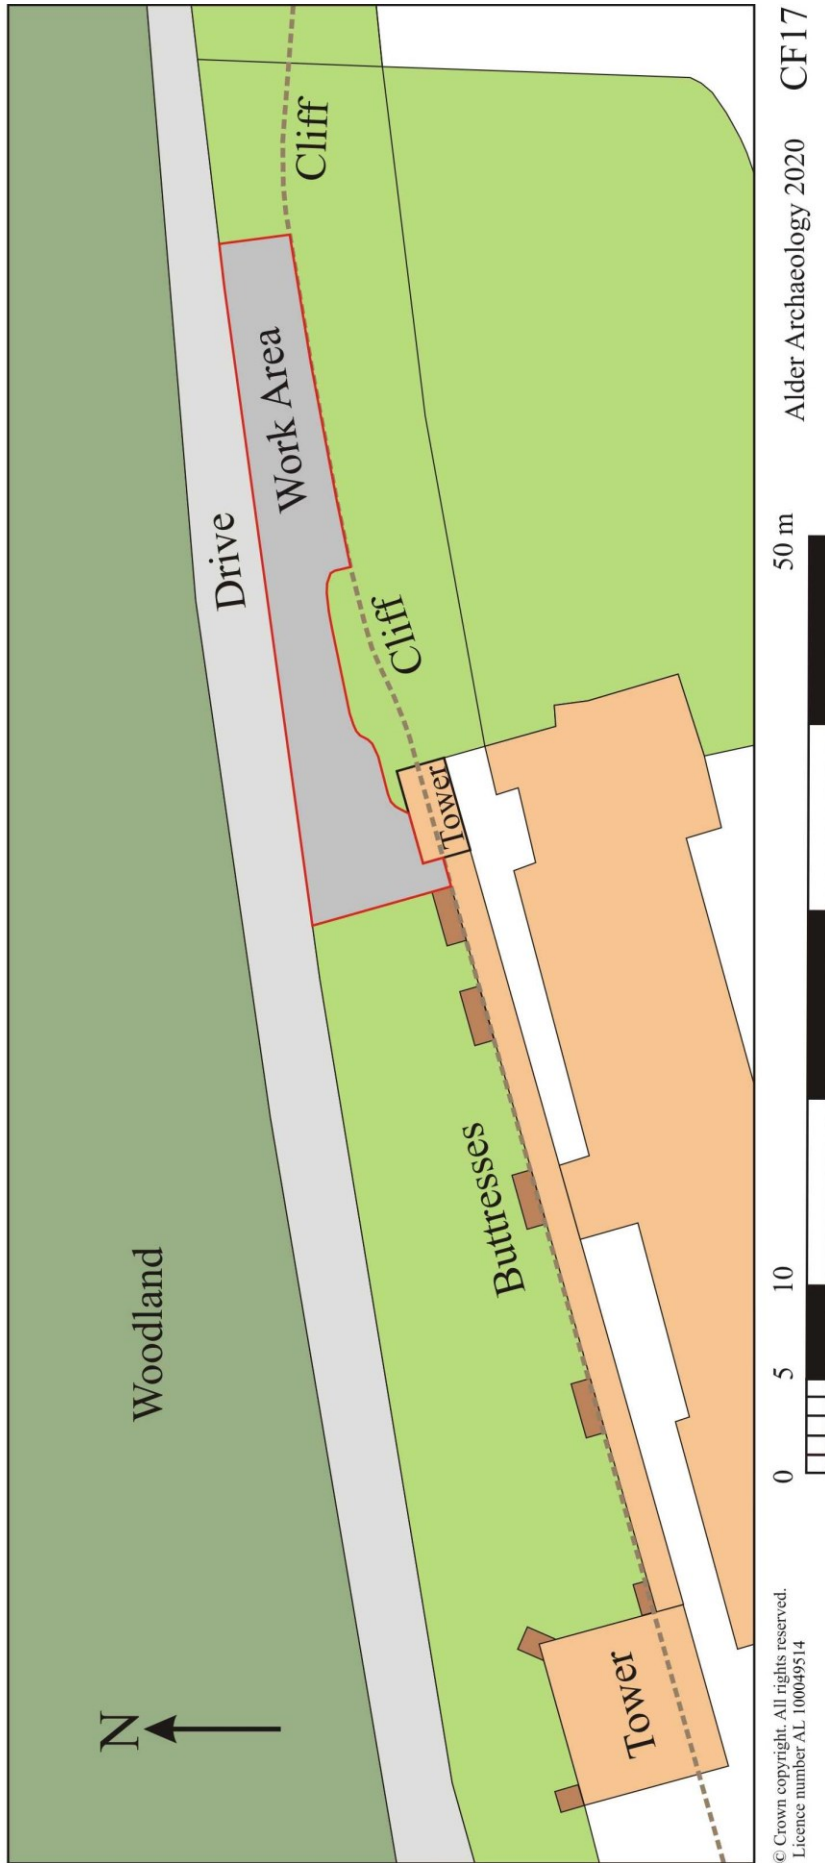 Woodland
N
Drive
Work Area
Cliff
Cliff
Tower
Buttresses
Tower
0 5 10 50 m
Alder Archaeology 2020 CF17
© Crown copyright. All rights reserved.
Licence number AL 100049514